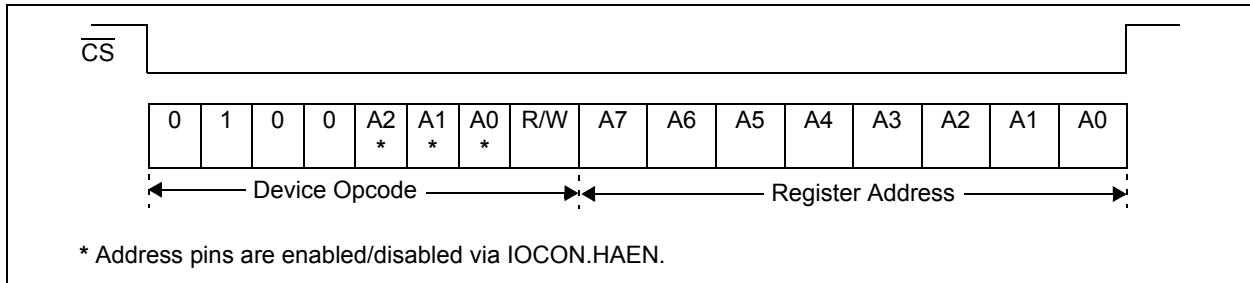 CS
0 1 0 0 A2 A1 A0 R/W A7 A6 A5 A4 A3 A2 A1 A0
* * *
Device Opcode Register Address
* Address pins are enabled/disabled via IOCON.HAEN.